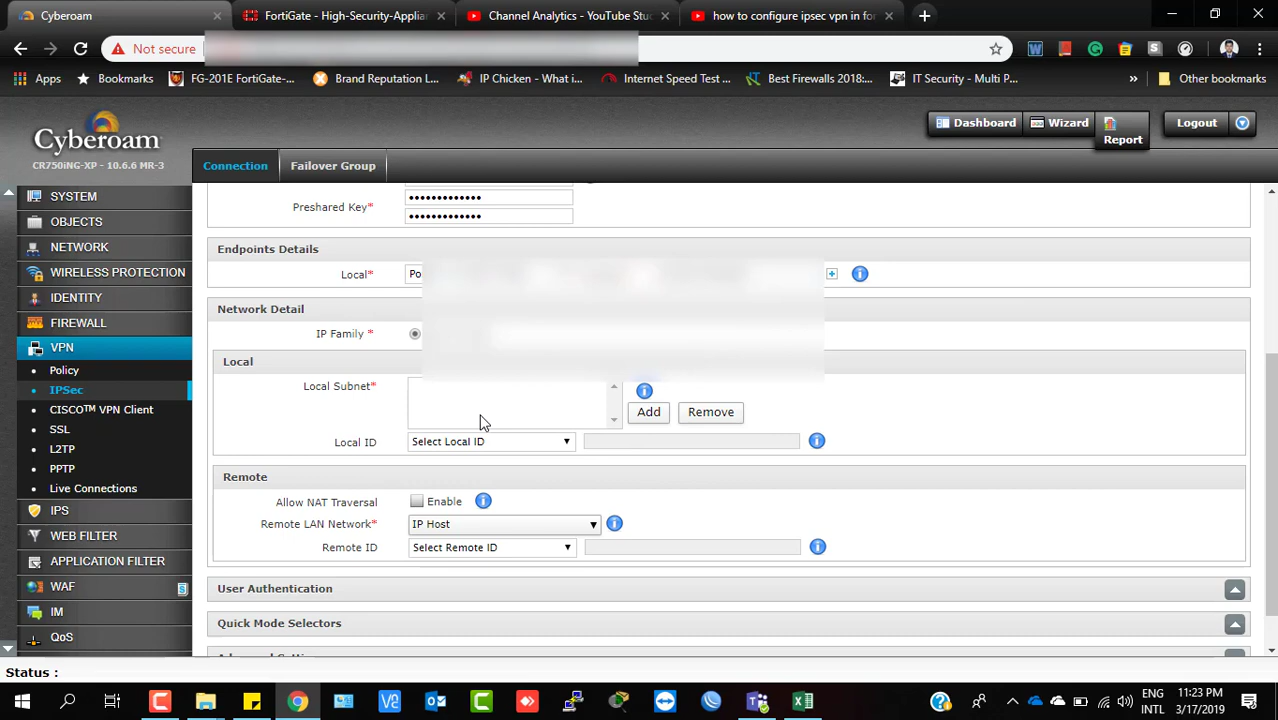 Cyberoam
FortiGate - High-Security-Applian
Channel Analytics - YouTube Stu
how to configure ipsec vpn in for
Not secure
Apps
Bookmarks
FG-201E FortiGate-...
Brand Reputation L...
IP Chicken - What i...
Internet Speed Test ...
Best Firewalls 2018:...
IT Security - Multi P...
»
Other bookmarks
Cyberoam
CR750iNG-XP - 10.6.6 MR-3
Dashboard
Wizard
Report
Logout
Connection
Failover Group
SYSTEM
OBJECTS
NETWORK
WIRELESS PROTECTION
IDENTITY
FIREWALL
VPN
Policy
IPSec
CISCO™ VPN Client
SSL
L2TP
PPTP
Live Connections
IPS
WEB FILTER
APPLICATION FILTER
WAF
IM
QoS
Preshared Key*
•••••••••••••
•••••••••••••
Endpoints Details
Local*
Po
Network Detail
IP Family *
Local
Local Subnet*
Add
Remove
Local ID
Select Local ID
Remote
Allow NAT Traversal
Enable
Remote LAN Network*
IP Host
Remote ID
Select Remote ID
User Authentication
Quick Mode Selectors
Status :
ENG
INTL
11:23 PM
3/17/2019